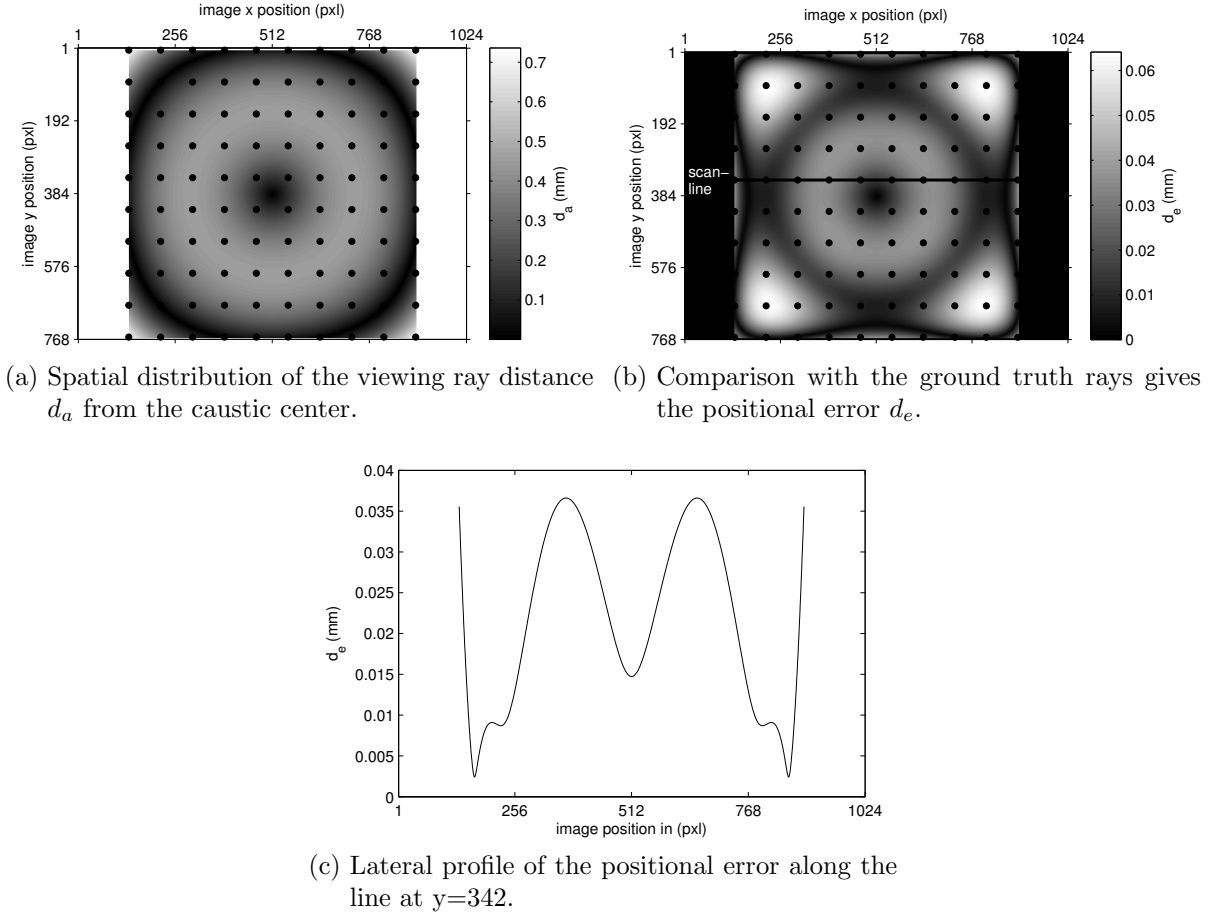 image x position (pxl)
1 256 512 768 1024
1
192
384
576
768
image y position (pxl)
0.7
0.6
0.5
0.4
0.3
0.2
0.1
d_a (mm)
(a) Spatial distribution of the viewing ray distance
d_a from the caustic center.
image x position (pxl)
1 256 512 768 1024
1
192
384
576
768
image y position (pxl)
scan−
line
0.06
0.05
0.04
0.03
0.02
0.01
0
d_e (mm)
(b) Comparison with the ground truth rays gives
the positional error d_e.
0.04
0.035
0.03
0.025
0.02
0.015
0.01
0.005
0
d_e (mm)
1 256 512 768 1024
image position in (pxl)
(c) Lateral profile of the positional error along the
line at y=342.